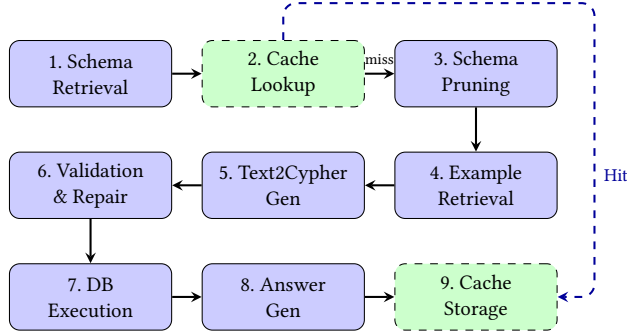 1. Schema
Retrieval
2. Cache
Lookup
miss
3. Schema
Pruning
6. Validation
& Repair
5. Text2Cypher
Gen
4. Example
Retrieval
Hit
7. DB
Execution
8. Answer
Gen
9. Cache
Storage